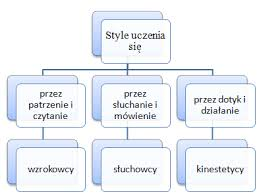 Style uczenia
się
przez
patrzenie i
czytanie
przez
słuchanie i
mówienie
przez dotyk i
działanie
wzrokowcy
słuchowcy
kinestetycy